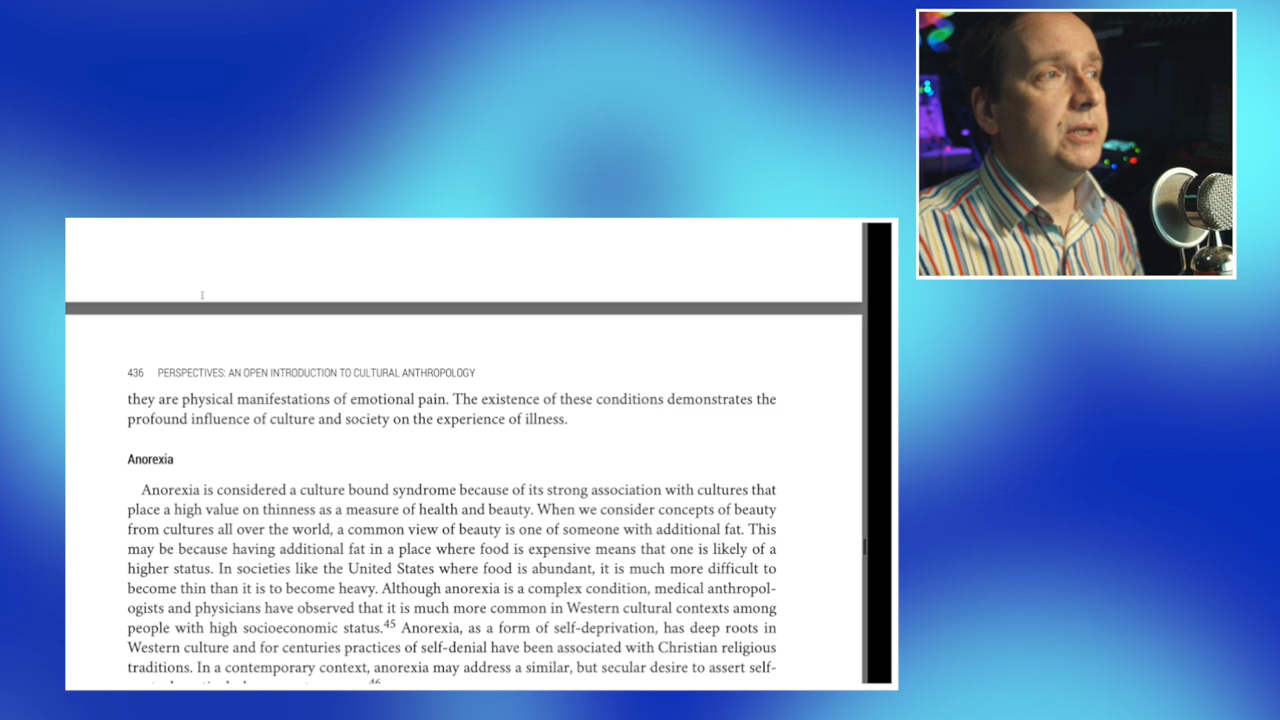 436 PERSPECTIVES: AN OPEN INTRODUCTION TO CULTURAL ANTHROPOLOGY
they are physical manifestations of emotional pain. The existence of these conditions demonstrates the
profound influence of culture and society on the experience of illness.
Anorexia
Anorexia is considered a culture bound syndrome because of its strong association with cultures that
place a high value on thinness as a measure of health and beauty. When we consider concepts of beauty
from cultures all over the world, a common view of beauty is one of someone with additional fat. This
may be because having additional fat in a place where food is expensive means that one is likely of a
higher status. In societies like the United States where food is abundant, it is much more difficult to
become thin than it is to become heavy. Although anorexia is a complex condition, medical anthropol-
ogists and physicians have observed that it is much more common in Western cultural contexts among
people with high socioeconomic status.45 Anorexia, as a form of self-deprivation, has deep roots in
Western culture and for centuries practices of self-denial have been associated with Christian religious
traditions. In a contemporary context, anorexia may address a similar, but secular desire to assert self-
46